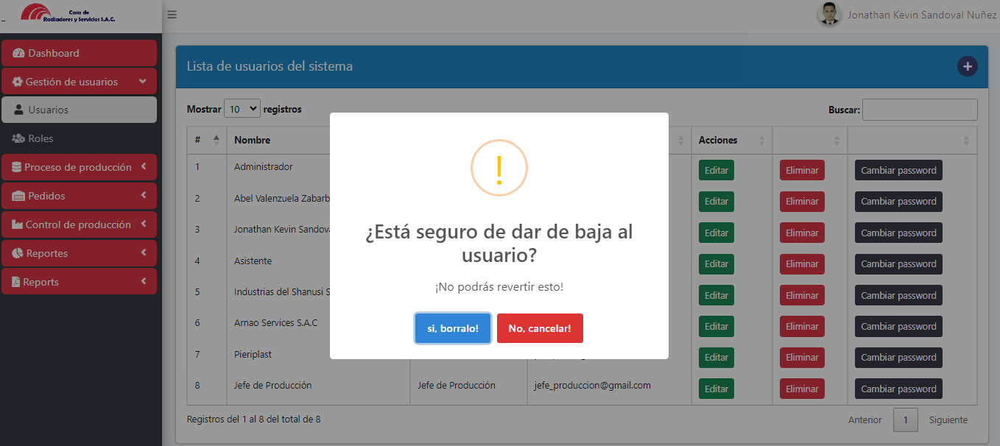 Casa de
Radiadores y Servicios S.A.C.
Jonathan Kevin Sandoval Nuñez
Dashboard
Gestión de usuarios
Usuarios
Roles
Proceso de producción
Pedidos
Control de producción
Reportes
Reports
Lista de usuarios del sistema
Mostrar 10 registros
Buscar:
# Nombre Acciones
1 Administrador Editar Eliminar Cambiar password
2 Abel Valenzuela Zabarb Editar Eliminar Cambiar password
3 Jonathan Kevin Sandova Editar Eliminar Cambiar password
4 Asistente Editar Eliminar Cambiar password
5 Industrias del Shanusi S Editar Eliminar Cambiar password
6 Arnao Services S.A.C Editar Eliminar Cambiar password
7 Pieriplast Editar Eliminar Cambiar password
8 Jefe de Producción Jefe de Producción jefe_produccion@gmail.com Editar Eliminar Cambiar password
Registros del 1 al 8 del total de 8
Anterior 1 Siguiente
!
¿Está seguro de dar de baja al
usuario?
¡No podrás revertir esto!
si, borralo! No, cancelar!